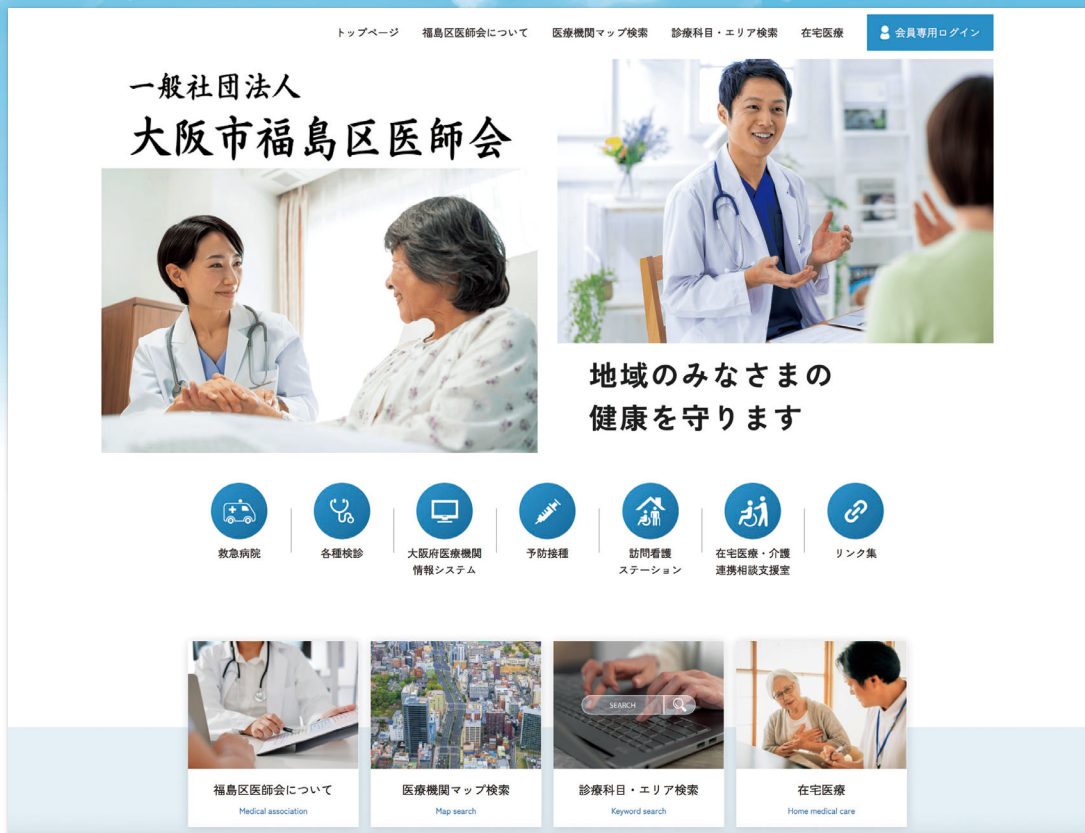 トップページ 福島区医師会について 医療機関マップ検索 診療科目・エリア検索 在宅医療 会員専用ログイン
一般社団法人
大阪市福島区医師会
地域のみなさまの
健康を守ります
救急病院
各種検診
大阪府医療機関
情報システム
予防接種
訪問看護
ステーション
在宅医療・介護
連携相談支援室
リンク集
SEARCH
福島区医師会について
Medical association
医療機関マップ検索
Map search
診療科目・エリア検索
Keyword search
在宅医療
Home medical care